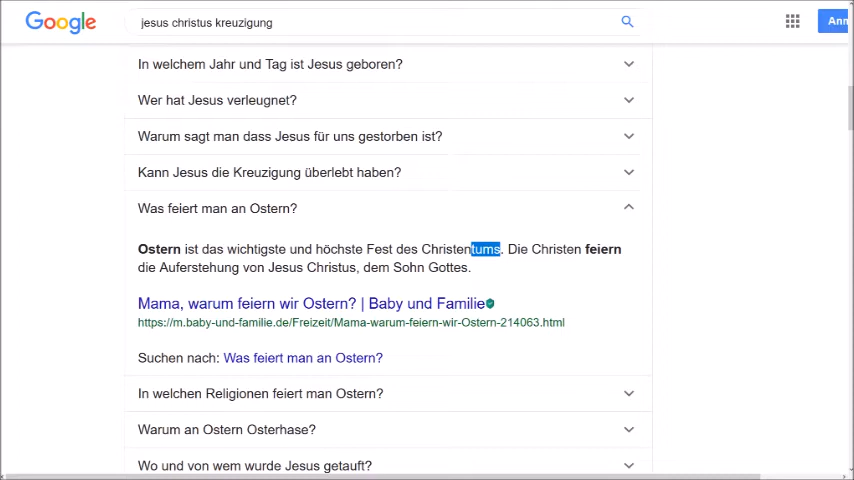 Google
jesus christus kreuzigung
In welchem Jahr und Tag ist Jesus geboren?
Wer hat Jesus verleugnet?
Warum sagt man dass Jesus für uns gestorben ist?
Kann Jesus die Kreuzigung überlebt haben?
Was feiert man an Ostern?
Ostern ist das wichtigste und höchste Fest des Christentums. Die Christen feiern
die Auferstehung von Jesus Christus, dem Sohn Gottes.
Mama, warum feiern wir Ostern? | Baby und Familie
https://m.baby-und-familie.de/Freizeit/Mama-warum-feiern-wir-Ostern-214063.html
Suchen nach: Was feiert man an Ostern?
In welchen Religionen feiert man Ostern?
Warum an Ostern Osterhase?
Wo und von wem wurde Jesus getauft?